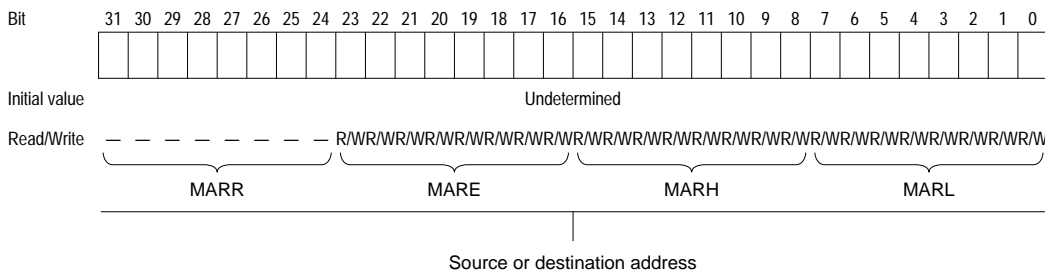 Bit 31 30 29 28 27 26 25 24 23 22 21 20 19 18 17 16 15 14 13 12 11 10 9 8 7 6 5 4 3 2 1 0
Initial value Undetermined
Read/Write — — — — — — — — R/WR/WR/WR/WR/WR/WR/WR/WR/WR/WR/WR/WR/WR/WR/WR/WR/WR/WR/WR/WR/WR/WR/WR/W
MARR MARE MARH MARL
Source or destination address